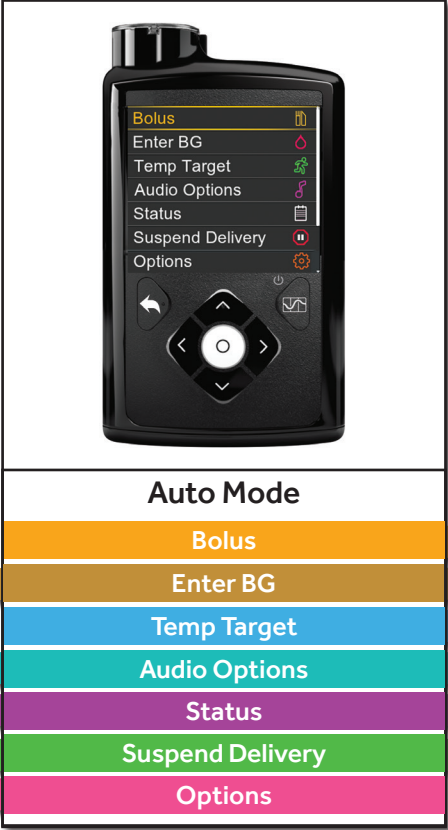 Bolus
Enter BG
Temp Target
Audio Options
Status
Suspend Delivery
Options
Auto Mode
Bolus
Enter BG
Temp Target
Audio Options
Status
Suspend Delivery
Options